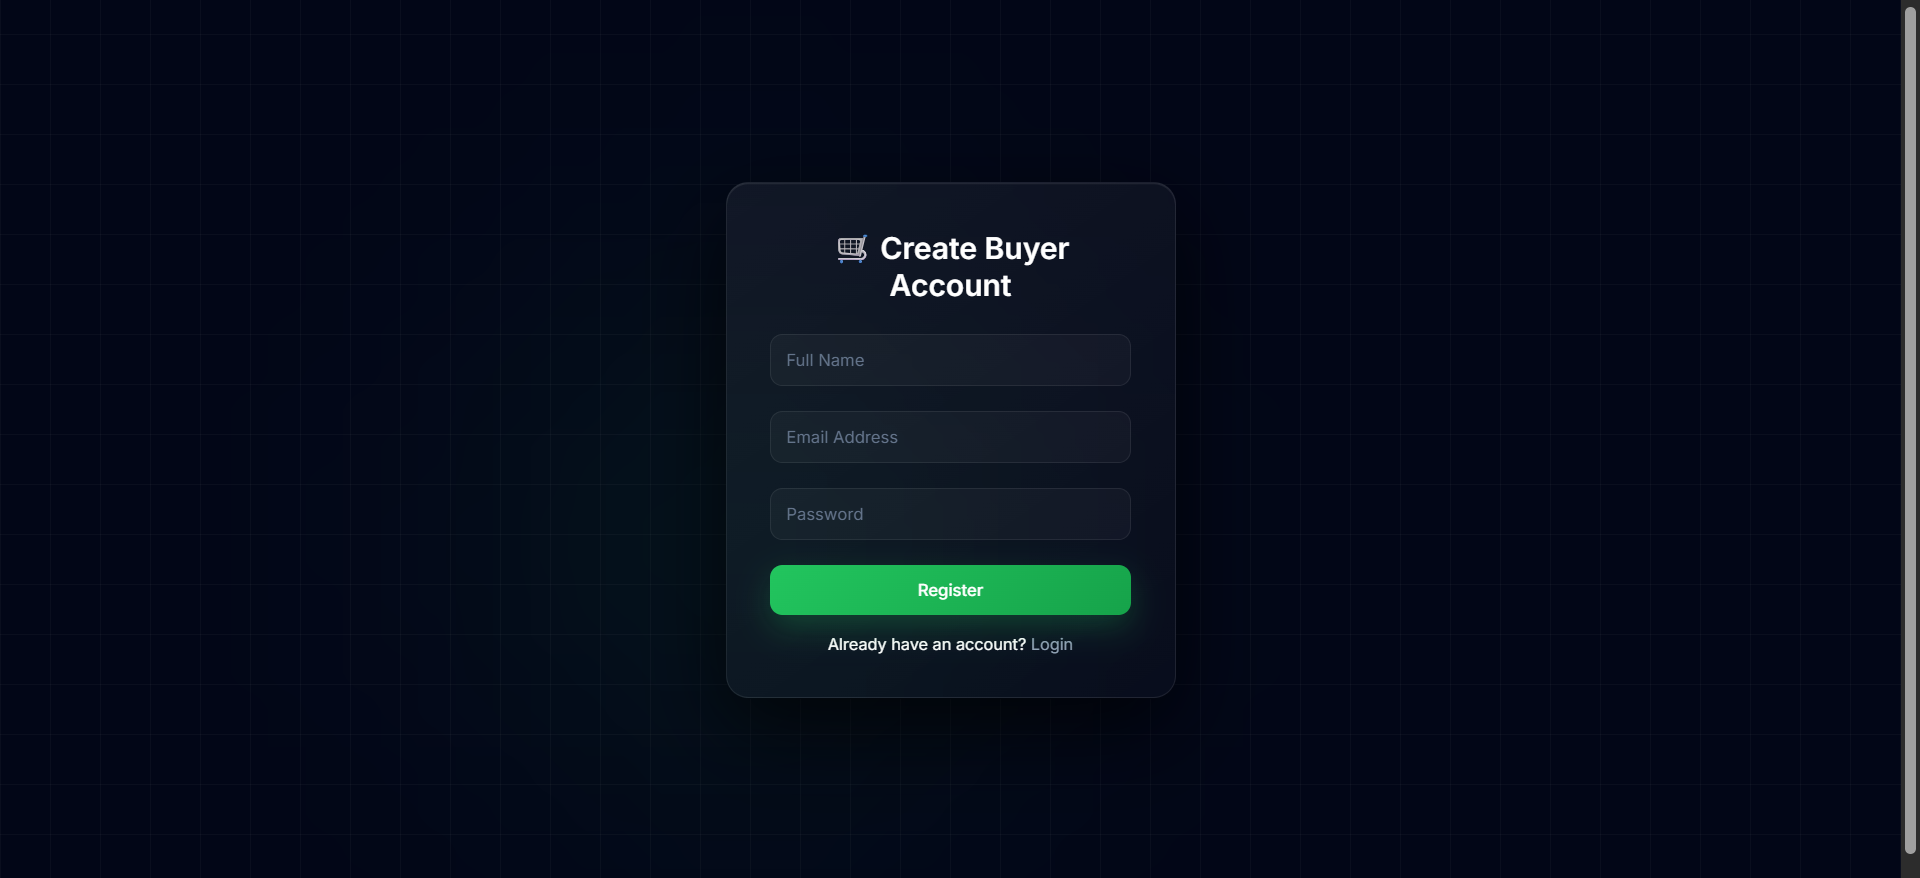 🛒 Create Buyer
Account
Full Name
Email Address
Password
Register
Already have an account? Login